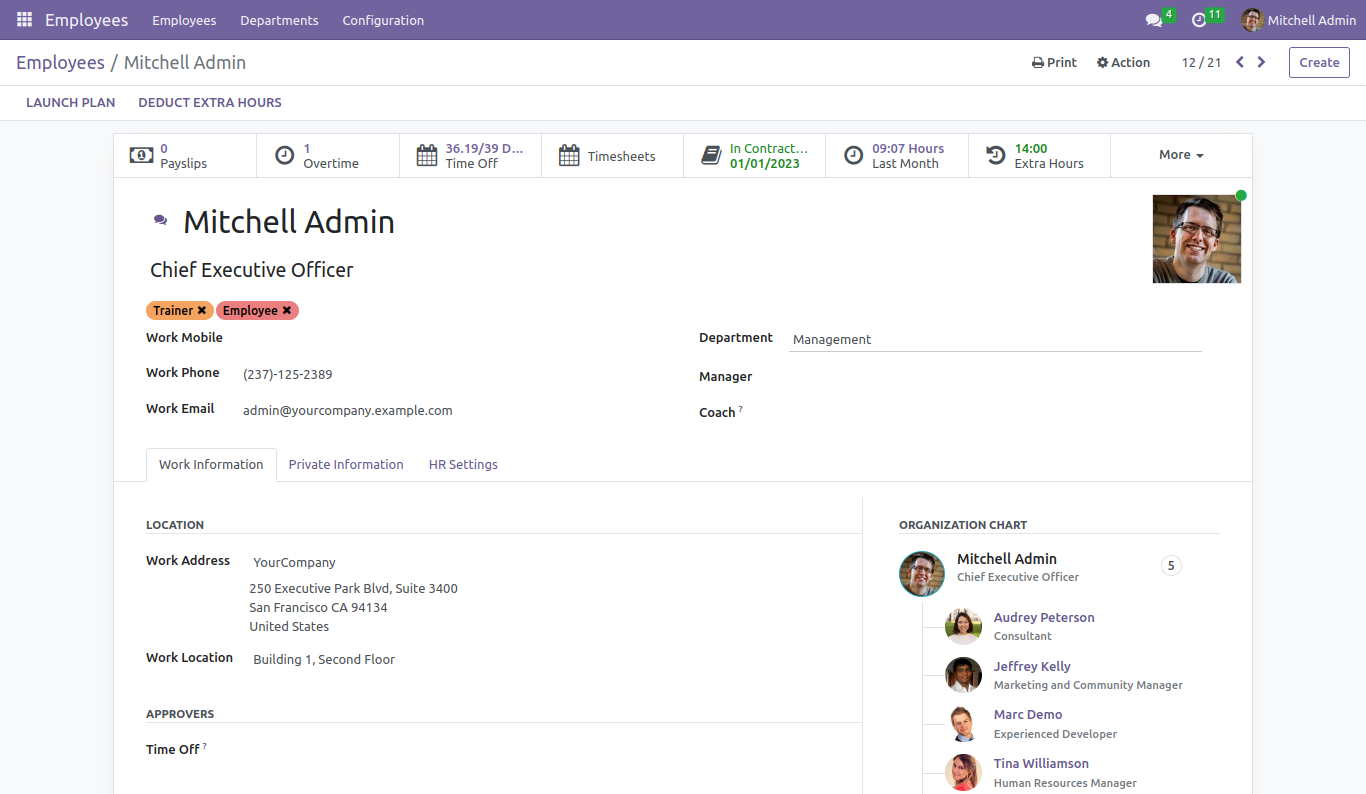 Employees Employees Departments Configuration 4 11 Mitchell Admin
Employees / Mitchell Admin Print Action 12 / 21 Create
LAUNCH PLAN DEDUCT EXTRA HOURS
0 Payslips
1 Overtime
36.19/39 D... Time Off
Timesheets
In Contract... 01/01/2023
09:07 Hours Last Month
14:00 Extra Hours
More
Mitchell Admin
Chief Executive Officer
Trainer ✖ Employee ✖
Work Mobile
Work Phone (237)-125-2389
Work Email admin@yourcompany.example.com
Department Management
Manager
Coach ?
Work Information Private Information HR Settings
LOCATION
Work Address YourCompany
250 Executive Park Blvd, Suite 3400
San Francisco CA 94134
United States
Work Location Building 1, Second Floor
APPROVERS
Time Off ?
ORGANIZATION CHART
Mitchell Admin 5
Chief Executive Officer
Audrey Peterson
Consultant
Jeffrey Kelly
Marketing and Community Manager
Marc Demo
Experienced Developer
Tina Williamson
Human Resources Manager